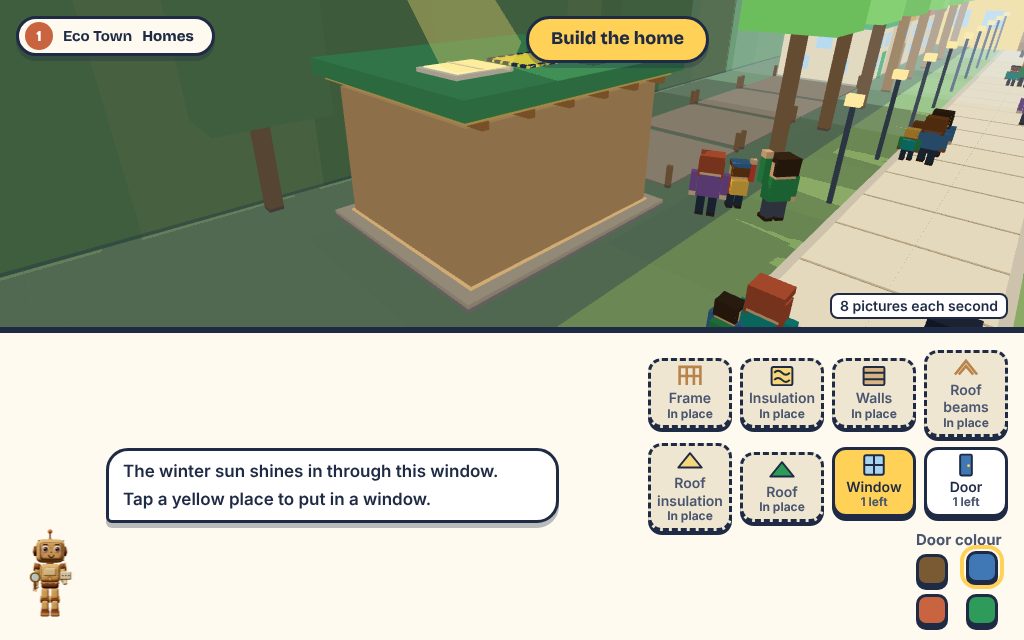 1 Eco Town Homes
Build the home
8 pictures each second
Frame
In place
Insulation
In place
Walls
In place
Roof
beams
In place
Roof
insulation
In place
Roof
In place
Window
1 left
Door
1 left
The winter sun shines in through this window.
Tap a yellow place to put in a window.
Door colour